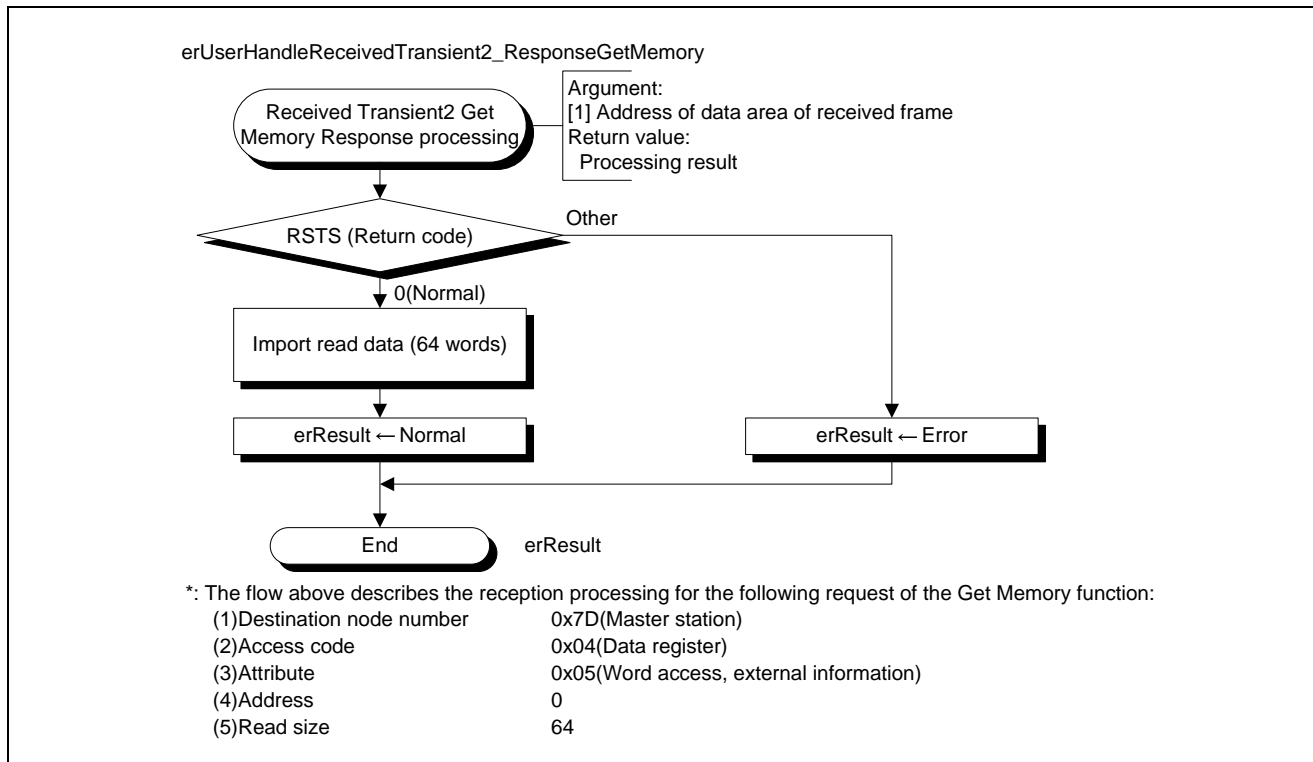 erUserHandleReceivedTransient2_ResponseGetMemory
Received Transient2 Get
Memory Response processing
Argument:
[1] Address of data area of received frame
Return value:
Processing result
RSTS (Return code)
Other
0(Normal)
Import read data (64 words)
erResult ← Normal
erResult ← Error
End
erResult
*: The flow above describes the reception processing for the following request of the Get Memory function:
(1)Destination node number 0x7D(Master station)
(2)Access code 0x04(Data register)
(3)Attribute 0x05(Word access, external information)
(4)Address 0
(5)Read size 64